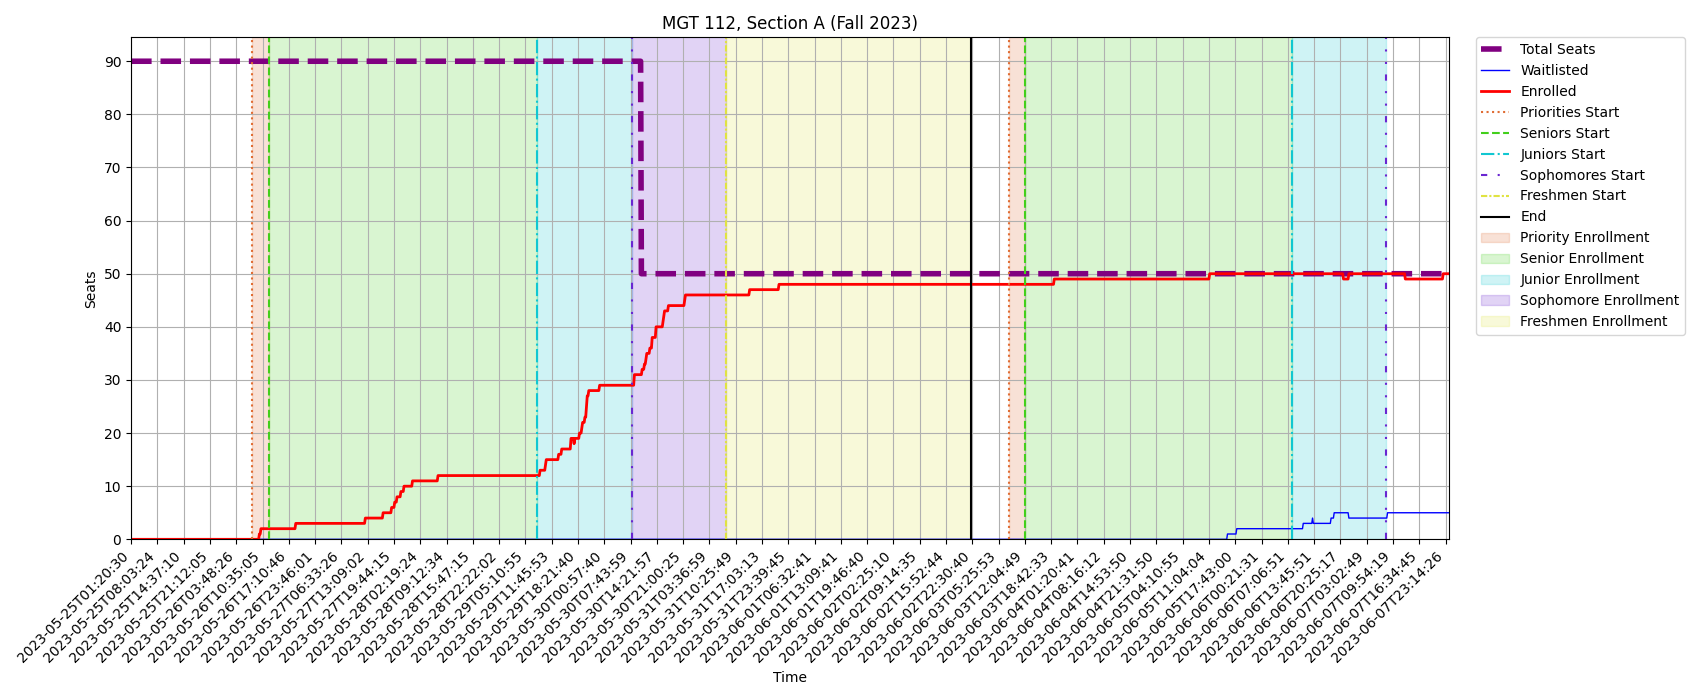 MGT 112, Section A (Fall 2023)
Seats
90
80
70
60
50
40
30
20
10
0
2023-05-25T01:20:30
2023-05-25T08:03:24
2023-05-25T14:37:10
2023-05-25T21:12:05
2023-05-26T03:48:26
2023-05-26T10:35:05
2023-05-26T17:10:46
2023-05-26T23:46:01
2023-05-27T06:33:26
2023-05-27T13:09:02
2023-05-27T19:44:15
2023-05-28T02:19:24
2023-05-28T09:12:34
2023-05-28T15:47:15
2023-05-28T22:22:02
2023-05-29T05:10:55
2023-05-29T11:45:53
2023-05-29T18:21:40
2023-05-30T00:57:40
2023-05-30T07:43:59
2023-05-30T14:21:57
2023-05-30T21:00:25
2023-05-31T03:36:59
2023-05-31T10:25:49
2023-05-31T17:03:13
2023-05-31T23:39:45
2023-06-01T06:32:41
2023-06-01T13:09:41
2023-06-01T19:46:40
2023-06-02T02:25:10
2023-06-02T09:14:35
2023-06-02T15:52:44
2023-06-02T22:30:40
2023-06-03T05:25:53
2023-06-03T12:04:49
2023-06-03T18:42:33
2023-06-04T01:20:41
2023-06-04T08:16:12
2023-06-04T14:53:50
2023-06-04T21:31:50
2023-06-05T04:10:55
2023-06-05T11:04:04
2023-06-05T17:43:00
2023-06-06T00:21:31
2023-06-06T07:06:51
2023-06-06T13:45:51
2023-06-06T20:25:17
2023-06-07T03:02:49
2023-06-07T09:54:19
2023-06-07T16:34:45
2023-06-07T23:14:26
Time
Total Seats
Waitlisted
Enrolled
Priorities Start
Seniors Start
Juniors Start
Sophomores Start
Freshmen Start
End
Priority Enrollment
Senior Enrollment
Junior Enrollment
Sophomore Enrollment
Freshmen Enrollment